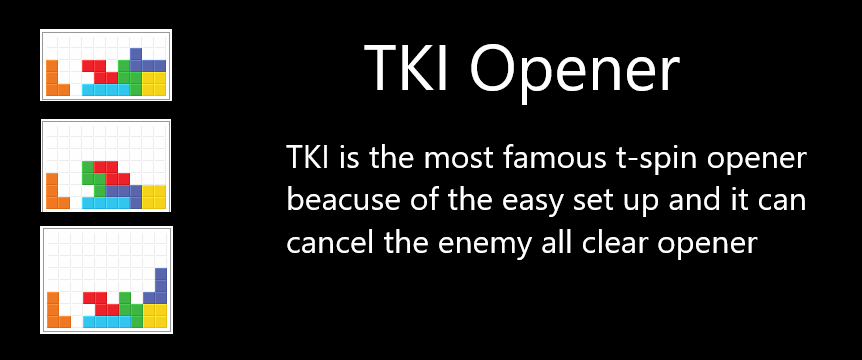 TKI Opener
TKI is the most famous t-spin opener
beacuse of the easy set up and it can
cancel the enemy all clear opener